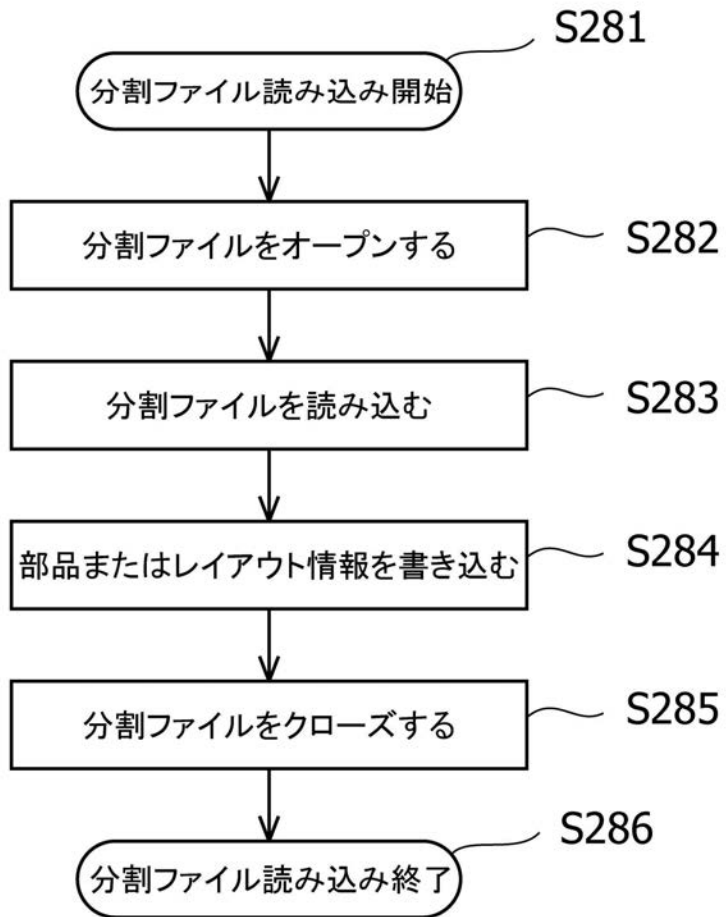 S281
分割ファイル読み込み開始
分割ファイルをオープンする
S282
分割ファイルを読み込む
S283
部品またはレイアウト情報を書き込む
S284
分割ファイルをクローズする
S285
S286
分割ファイル読み込み終了